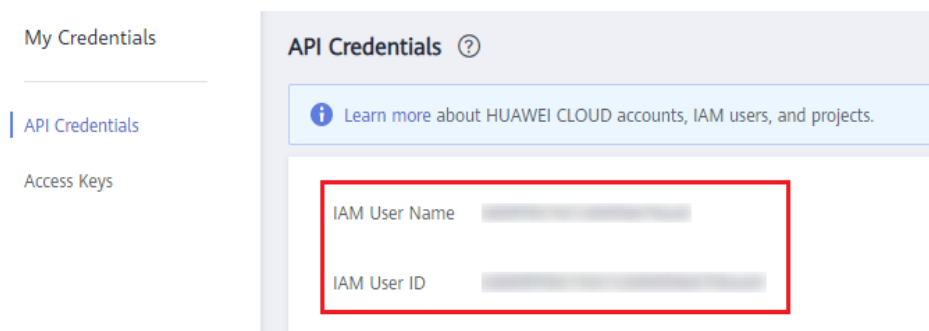 My Credentials
API Credentials
Access Keys
API Credentials ?
Learn more about HUAWEI CLOUD accounts, IAM users, and projects.
IAM User Name
IAM User ID